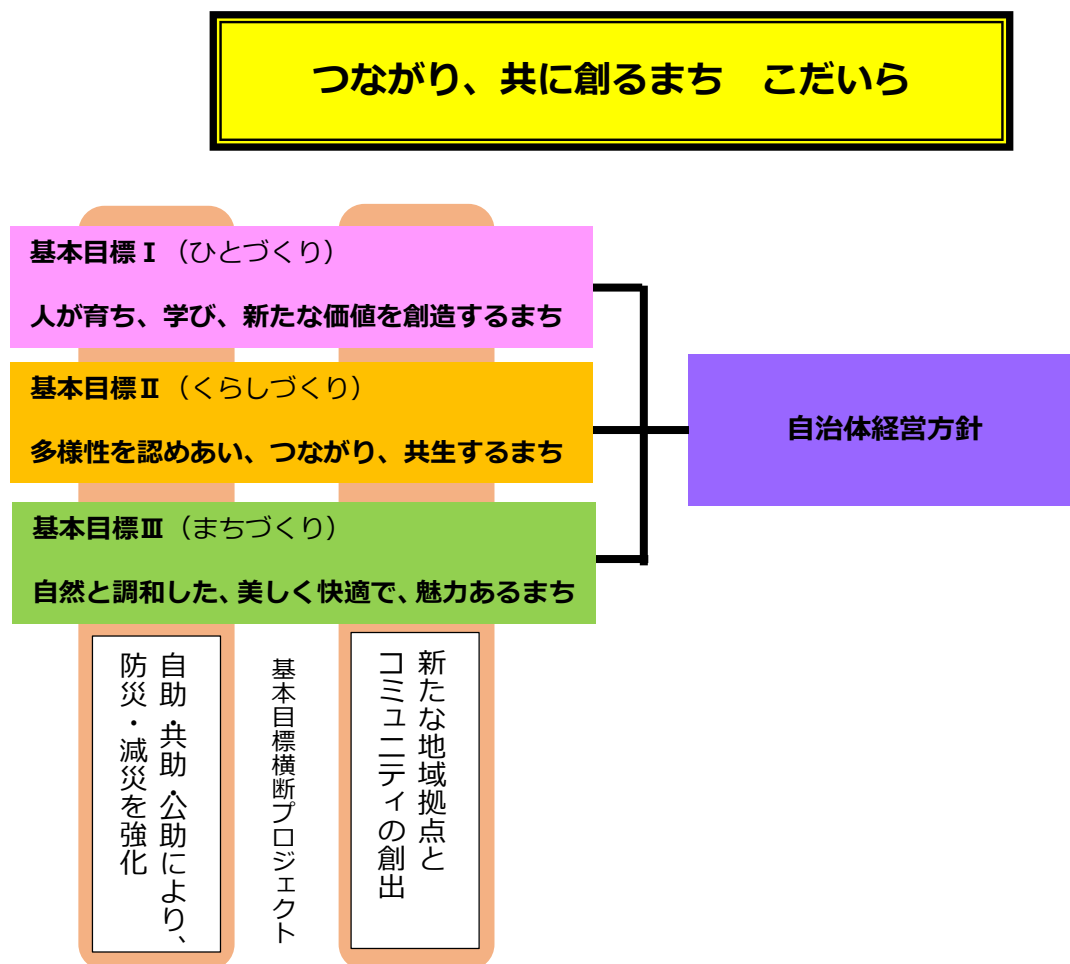 つながり、共に創るまち　こだいら
基本目標Ⅰ（ひとづくり）
人が育ち、学び、新たな価値を創造するまち
基本目標Ⅱ（くらしづくり）
多様性を認めあい、つながり、共生するまち
基本目標Ⅲ（まちづくり）
自然と調和した、美しく快適で、魅力あるまち
自治体経営方針
新たな地域拠点と
コミュニティの創出
基本目標横断プロジェクト
自助・共助・公助により、
防災・減災を強化